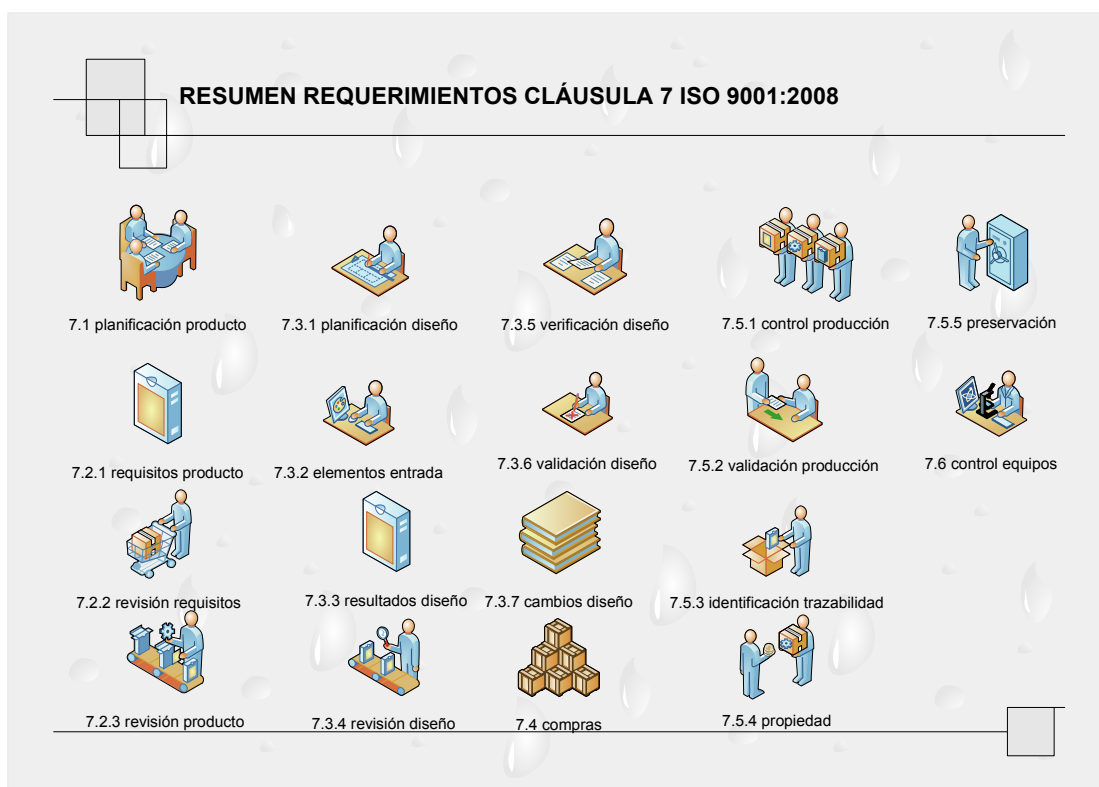 RESUMEN REQUERIMIENTOS CLÁUSULA 7 ISO 9001:2008
7.1 planificación producto
7.3.1 planificación diseño
7.3.5 verificación diseño
7.5.1 control producción
7.5.5 preservación
7.2.1 requisitos producto
7.3.2 elementos entrada
7.3.6 validación diseño
7.5.2 validación producción
7.6 control equipos
7.2.2 revisión requisitos
7.3.3 resultados diseño
7.3.7 cambios diseño
7.5.3 identificación trazabilidad
7.2.3 revisión producto
7.3.4 revisión diseño
7.4 compras
7.5.4 propiedad